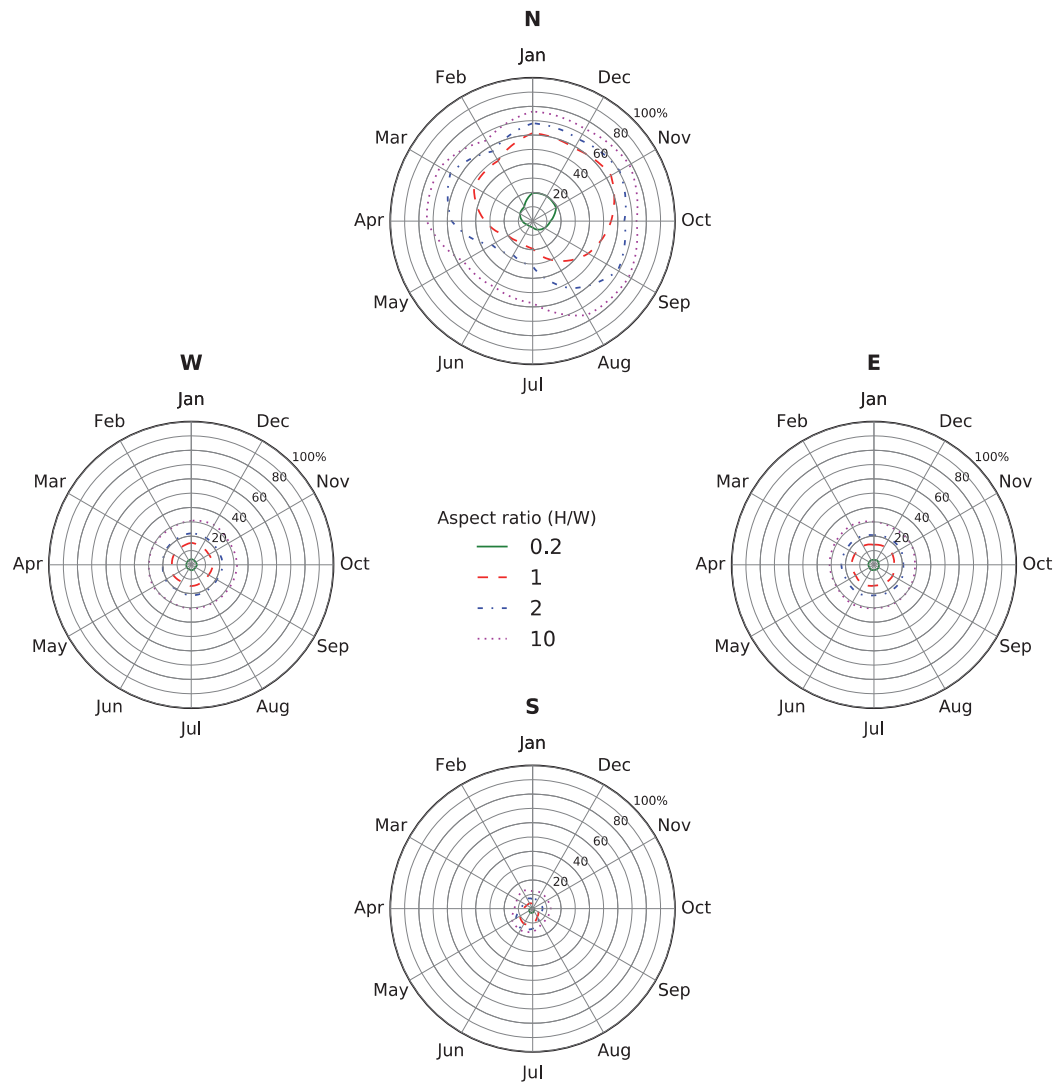 N
Jan
Feb
Dec
100%
Mar
80
Nov
60
40
20
Apr
Oct
May
Sep
Jun
Aug
Jul
W
Jan
Feb
Dec
100%
Mar
80
Nov
60
40
20
Apr
Oct
May
Sep
Jun
Aug
Jul
E
Jan
Feb
Dec
100%
Mar
80
Nov
60
40
20
Apr
Oct
May
Sep
Jun
Aug
Jul
Aspect ratio (H/W)
0.2
1
2
10
S
Jan
Feb
Dec
100%
Mar
80
Nov
60
40
20
Apr
Oct
May
Sep
Jun
Aug
Jul